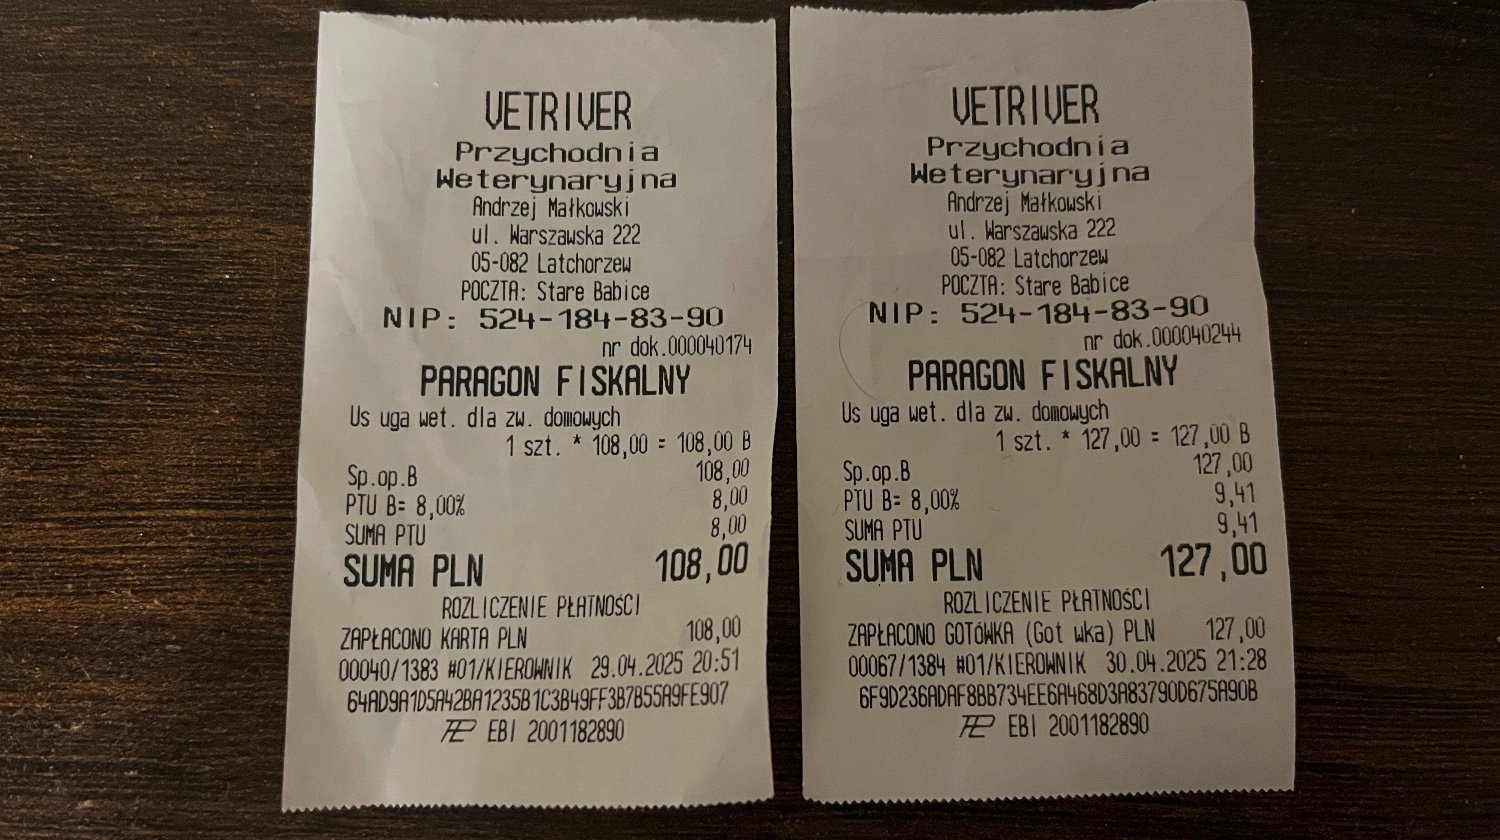 VETRIVER
Przychodnia
Weterynaryjna
Andrzej Małkowski
ul. Warszawska 222
05-082 Latchorzew
POCZTA: Stare Babice
NIP: 524-184-83-90
nr dok.000040174
PARAGON FISKALNY
Us uga wet. dla zw. domowych
1 szt. * 108,00 = 108,00 B
Sp.op.B 108,00
PTU B= 8,00% 8,00
SUMA PTU 8,00
SUMA PLN 108,00
ROZLICZENIE PŁATNOŚCI
ZAPŁACONO KARTA PLN 108,00
00040/1383 #01/KIEROWNIK 29.04.2025 20:51
64AD9A1D5A42BA1235B1C3B49FF3B7B55A9FE907
EBI 2001182890
VETRIVER
Przychodnia
Weterynaryjna
Andrzej Małkowski
ul. Warszawska 222
05-082 Latchorzew
POCZTA: Stare Babice
NIP: 524-184-83-90
nr dok.000040244
PARAGON FISKALNY
Us uga wet. dla zw. domowych
1 szt. * 127,00 = 127,00 B
Sp.op.B 127,00
PTU B= 8,00% 9,41
SUMA PTU 9,41
SUMA PLN 127,00
ROZLICZENIE PŁATNOŚCI
ZAPŁACONO GOTÓWKA (Got wka) PLN 127,00
00067/1384 #01/KIEROWNIK 30.04.2025 21:28
6F9D236ADAF8BB734EE6A468D3A83790D675A90B
EBI 2001182890